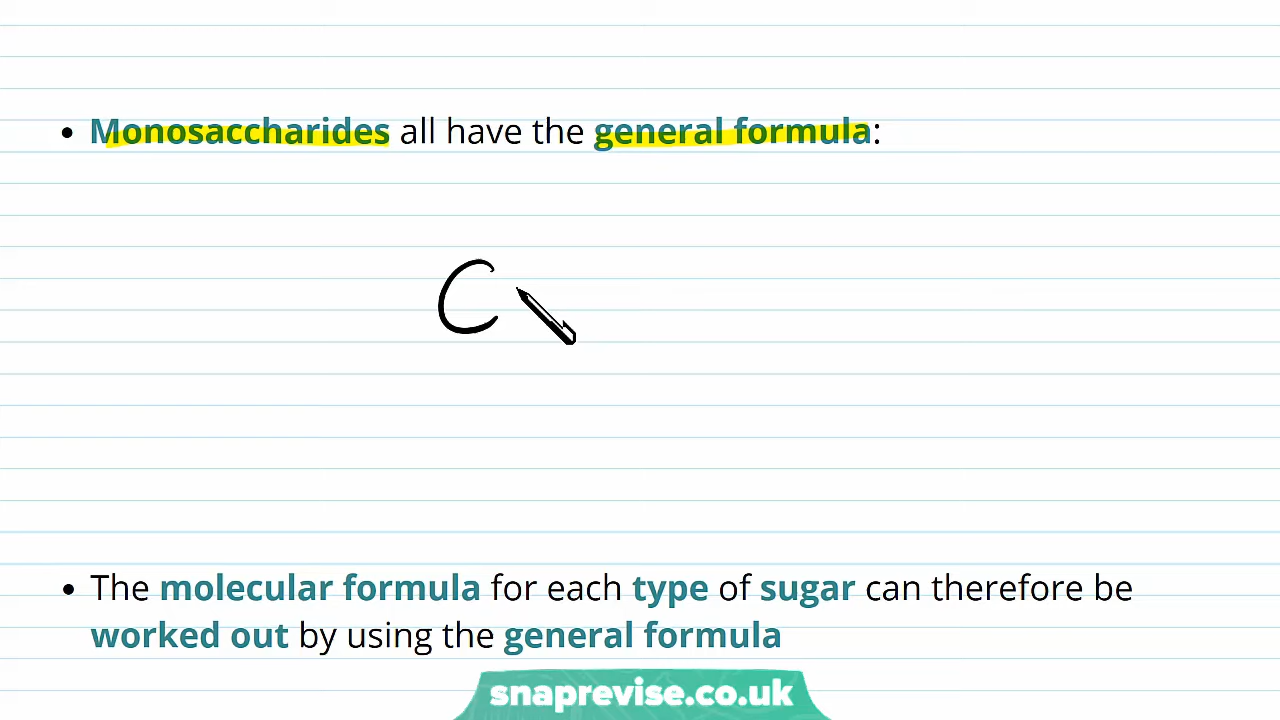 • Monosaccharides all have the general formula:
C
• The molecular formula for each type of sugar can therefore be
worked out by using the general formula
snaprevise.co.uk